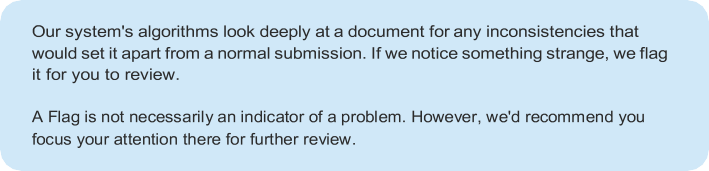 Our system's algorithms look deeply at a document for any inconsistencies that
would set it apart from a normal submission. If we notice something strange, we flag
it for you to review.
A Flag is not necessarily an indicator of a problem. However, we'd recommend you
focus your attention there for further review.